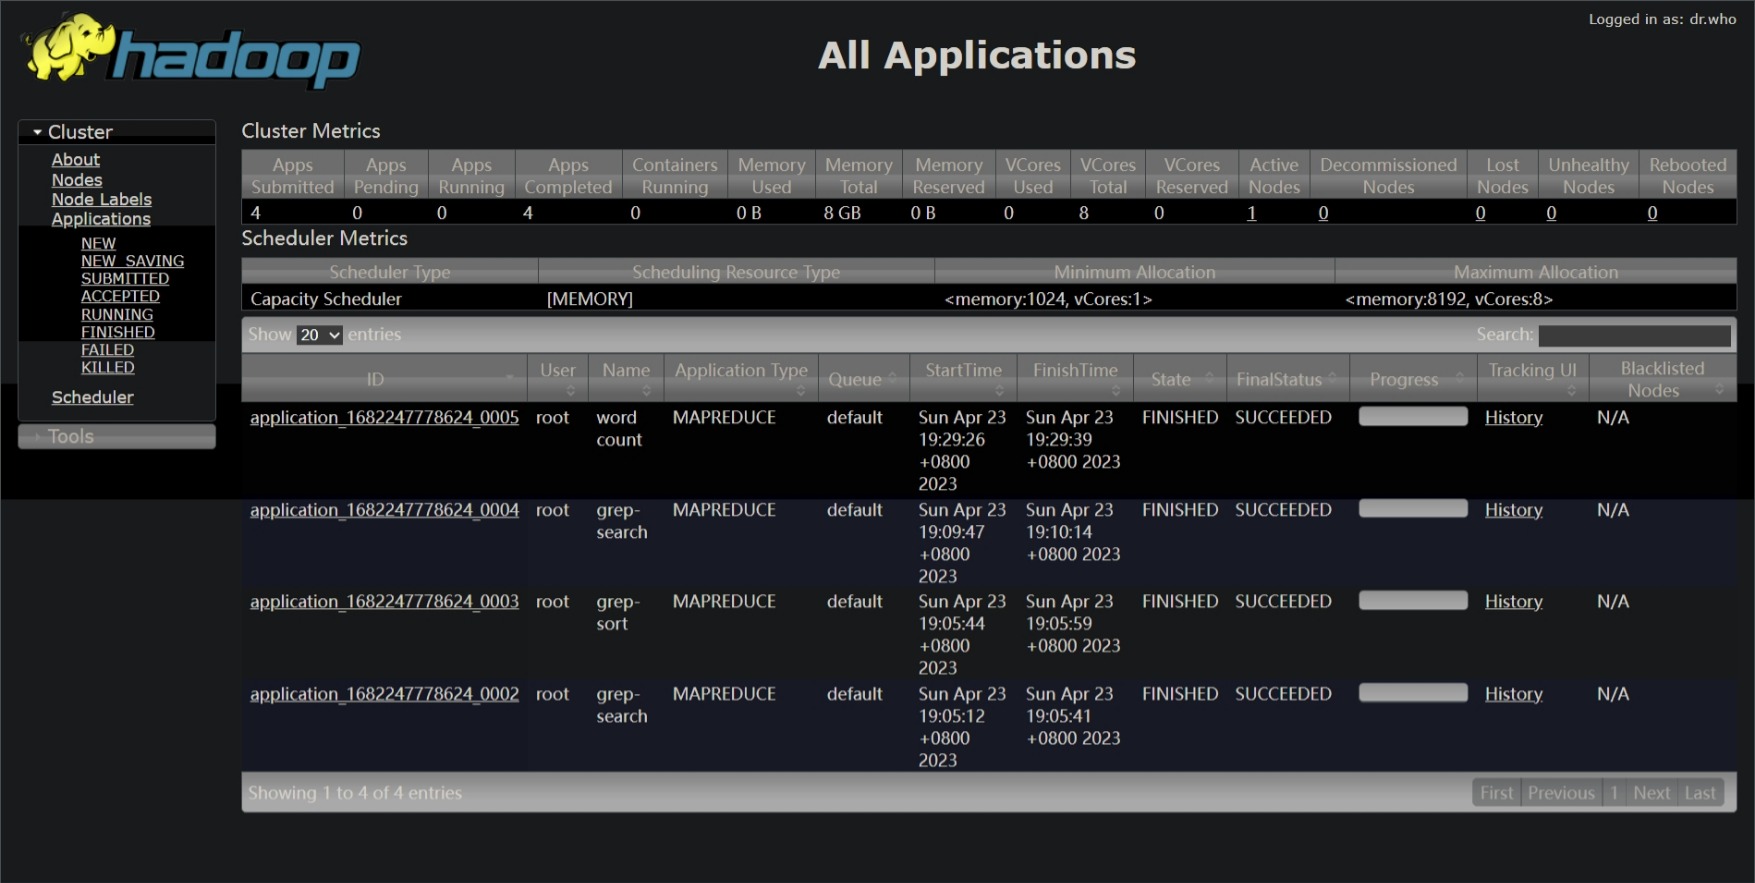 Logged in as: dr.who
hadoop
All Applications
Cluster
About
Nodes
Node Labels
Applications
NEW
NEW_SAVING
SUBMITTED
ACCEPTED
RUNNING
FINISHED
FAILED
KILLED
Scheduler
Tools
Cluster Metrics
Apps Submitted Apps Pending Apps Running Apps Completed Containers Running Memory Used Memory Total Memory Reserved VCores Used VCores Total VCores Reserved Active Nodes Decommissioned Nodes Lost Nodes Unhealthy Nodes Rebooted Nodes
4 0 0 4 0 0 B 8 GB 0 B 0 8 0 1 0 0 0 0
Scheduler Metrics
Scheduler Type Scheduling Resource Type Minimum Allocation Maximum Allocation
Capacity Scheduler [MEMORY] <memory:1024, vCores:1> <memory:8192, vCores:8>
Show 20 entries Search:
ID User Name Application Type Queue StartTime FinishTime State FinalStatus Progress Tracking UI Blacklisted Nodes
application_1682247778624_0005 root word count MAPREDUCE default Sun Apr 23 19:29:26 +0800 2023 Sun Apr 23 19:29:39 +0800 2023 FINISHED SUCCEEDED History N/A
application_1682247778624_0004 root grep-search MAPREDUCE default Sun Apr 23 19:09:47 +0800 2023 Sun Apr 23 19:10:14 +0800 2023 FINISHED SUCCEEDED History N/A
application_1682247778624_0003 root grep-sort MAPREDUCE default Sun Apr 23 19:05:44 +0800 2023 Sun Apr 23 19:05:59 +0800 2023 FINISHED SUCCEEDED History N/A
application_1682247778624_0002 root grep-search MAPREDUCE default Sun Apr 23 19:05:12 +0800 2023 Sun Apr 23 19:05:41 +0800 2023 FINISHED SUCCEEDED History N/A
Showing 1 to 4 of 4 entries First Previous 1 Next Last